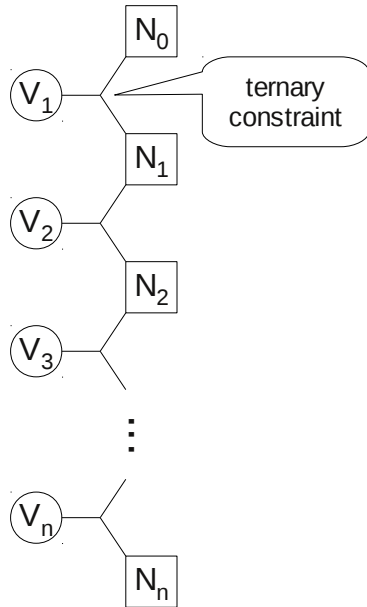 N₀
V₁
ternary
constraint
N₁
V₂
N₂
V₃
...
Vₙ
Nₙ